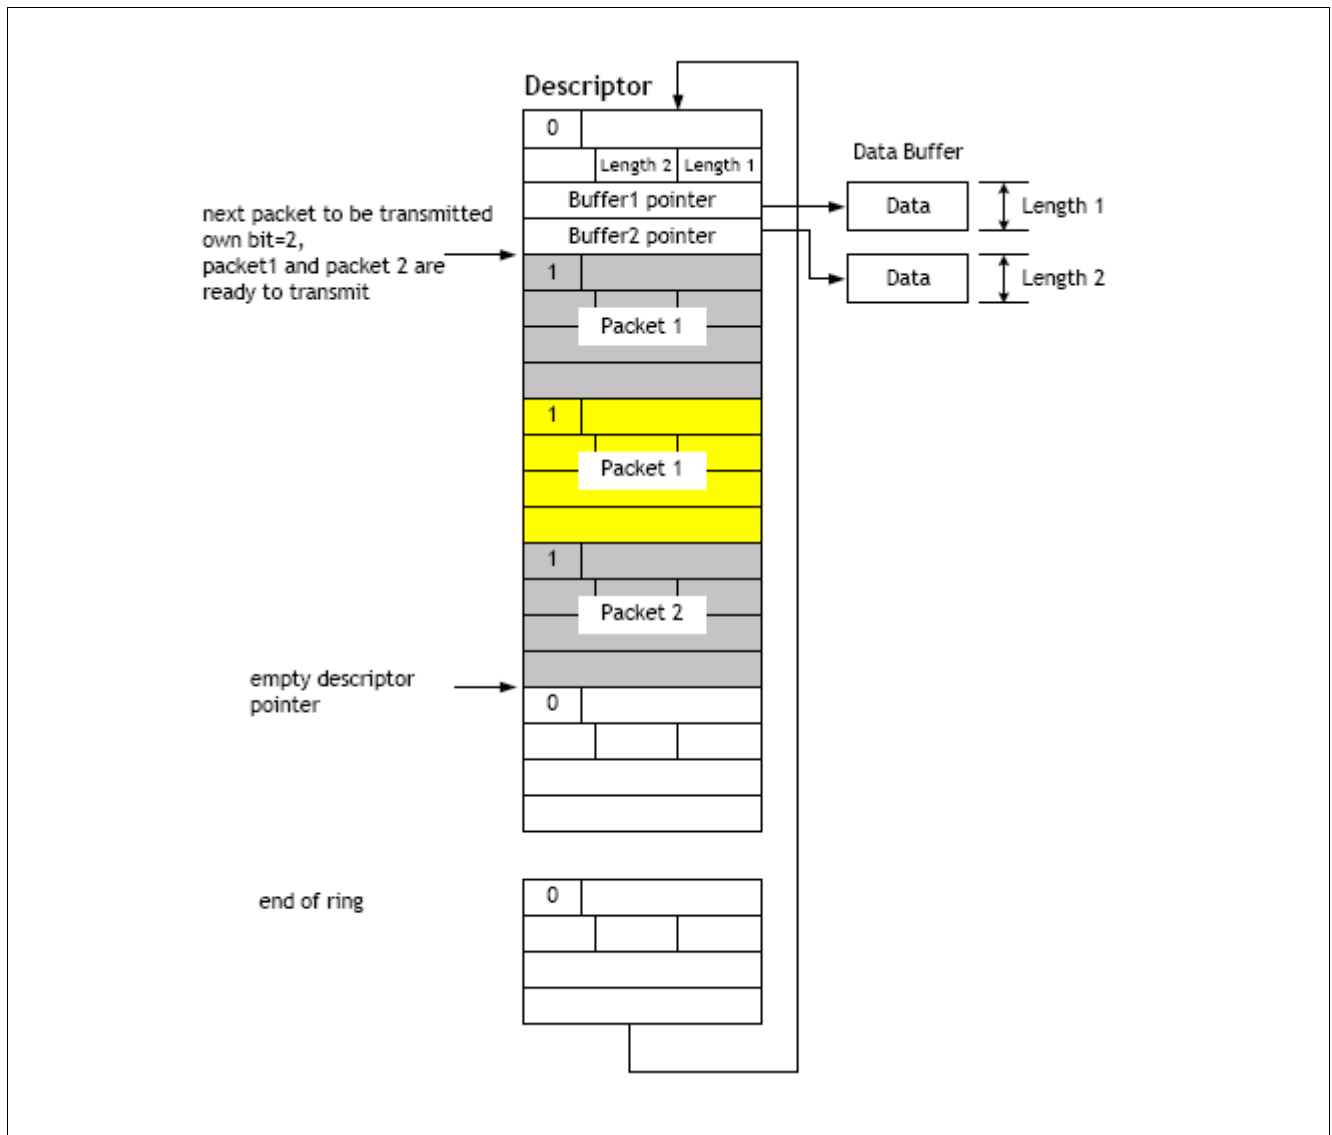 Descriptor
0
Length 2 Length 1
Buffer1 pointer
Buffer2 pointer
Data Buffer
Data
Length 1
Data
Length 2
next packet to be transmitted
own bit=2,
packet1 and packet 2 are
ready to transmit
1
Packet 1
1
Packet 1
1
Packet 2
empty descriptor
pointer
0
end of ring
0